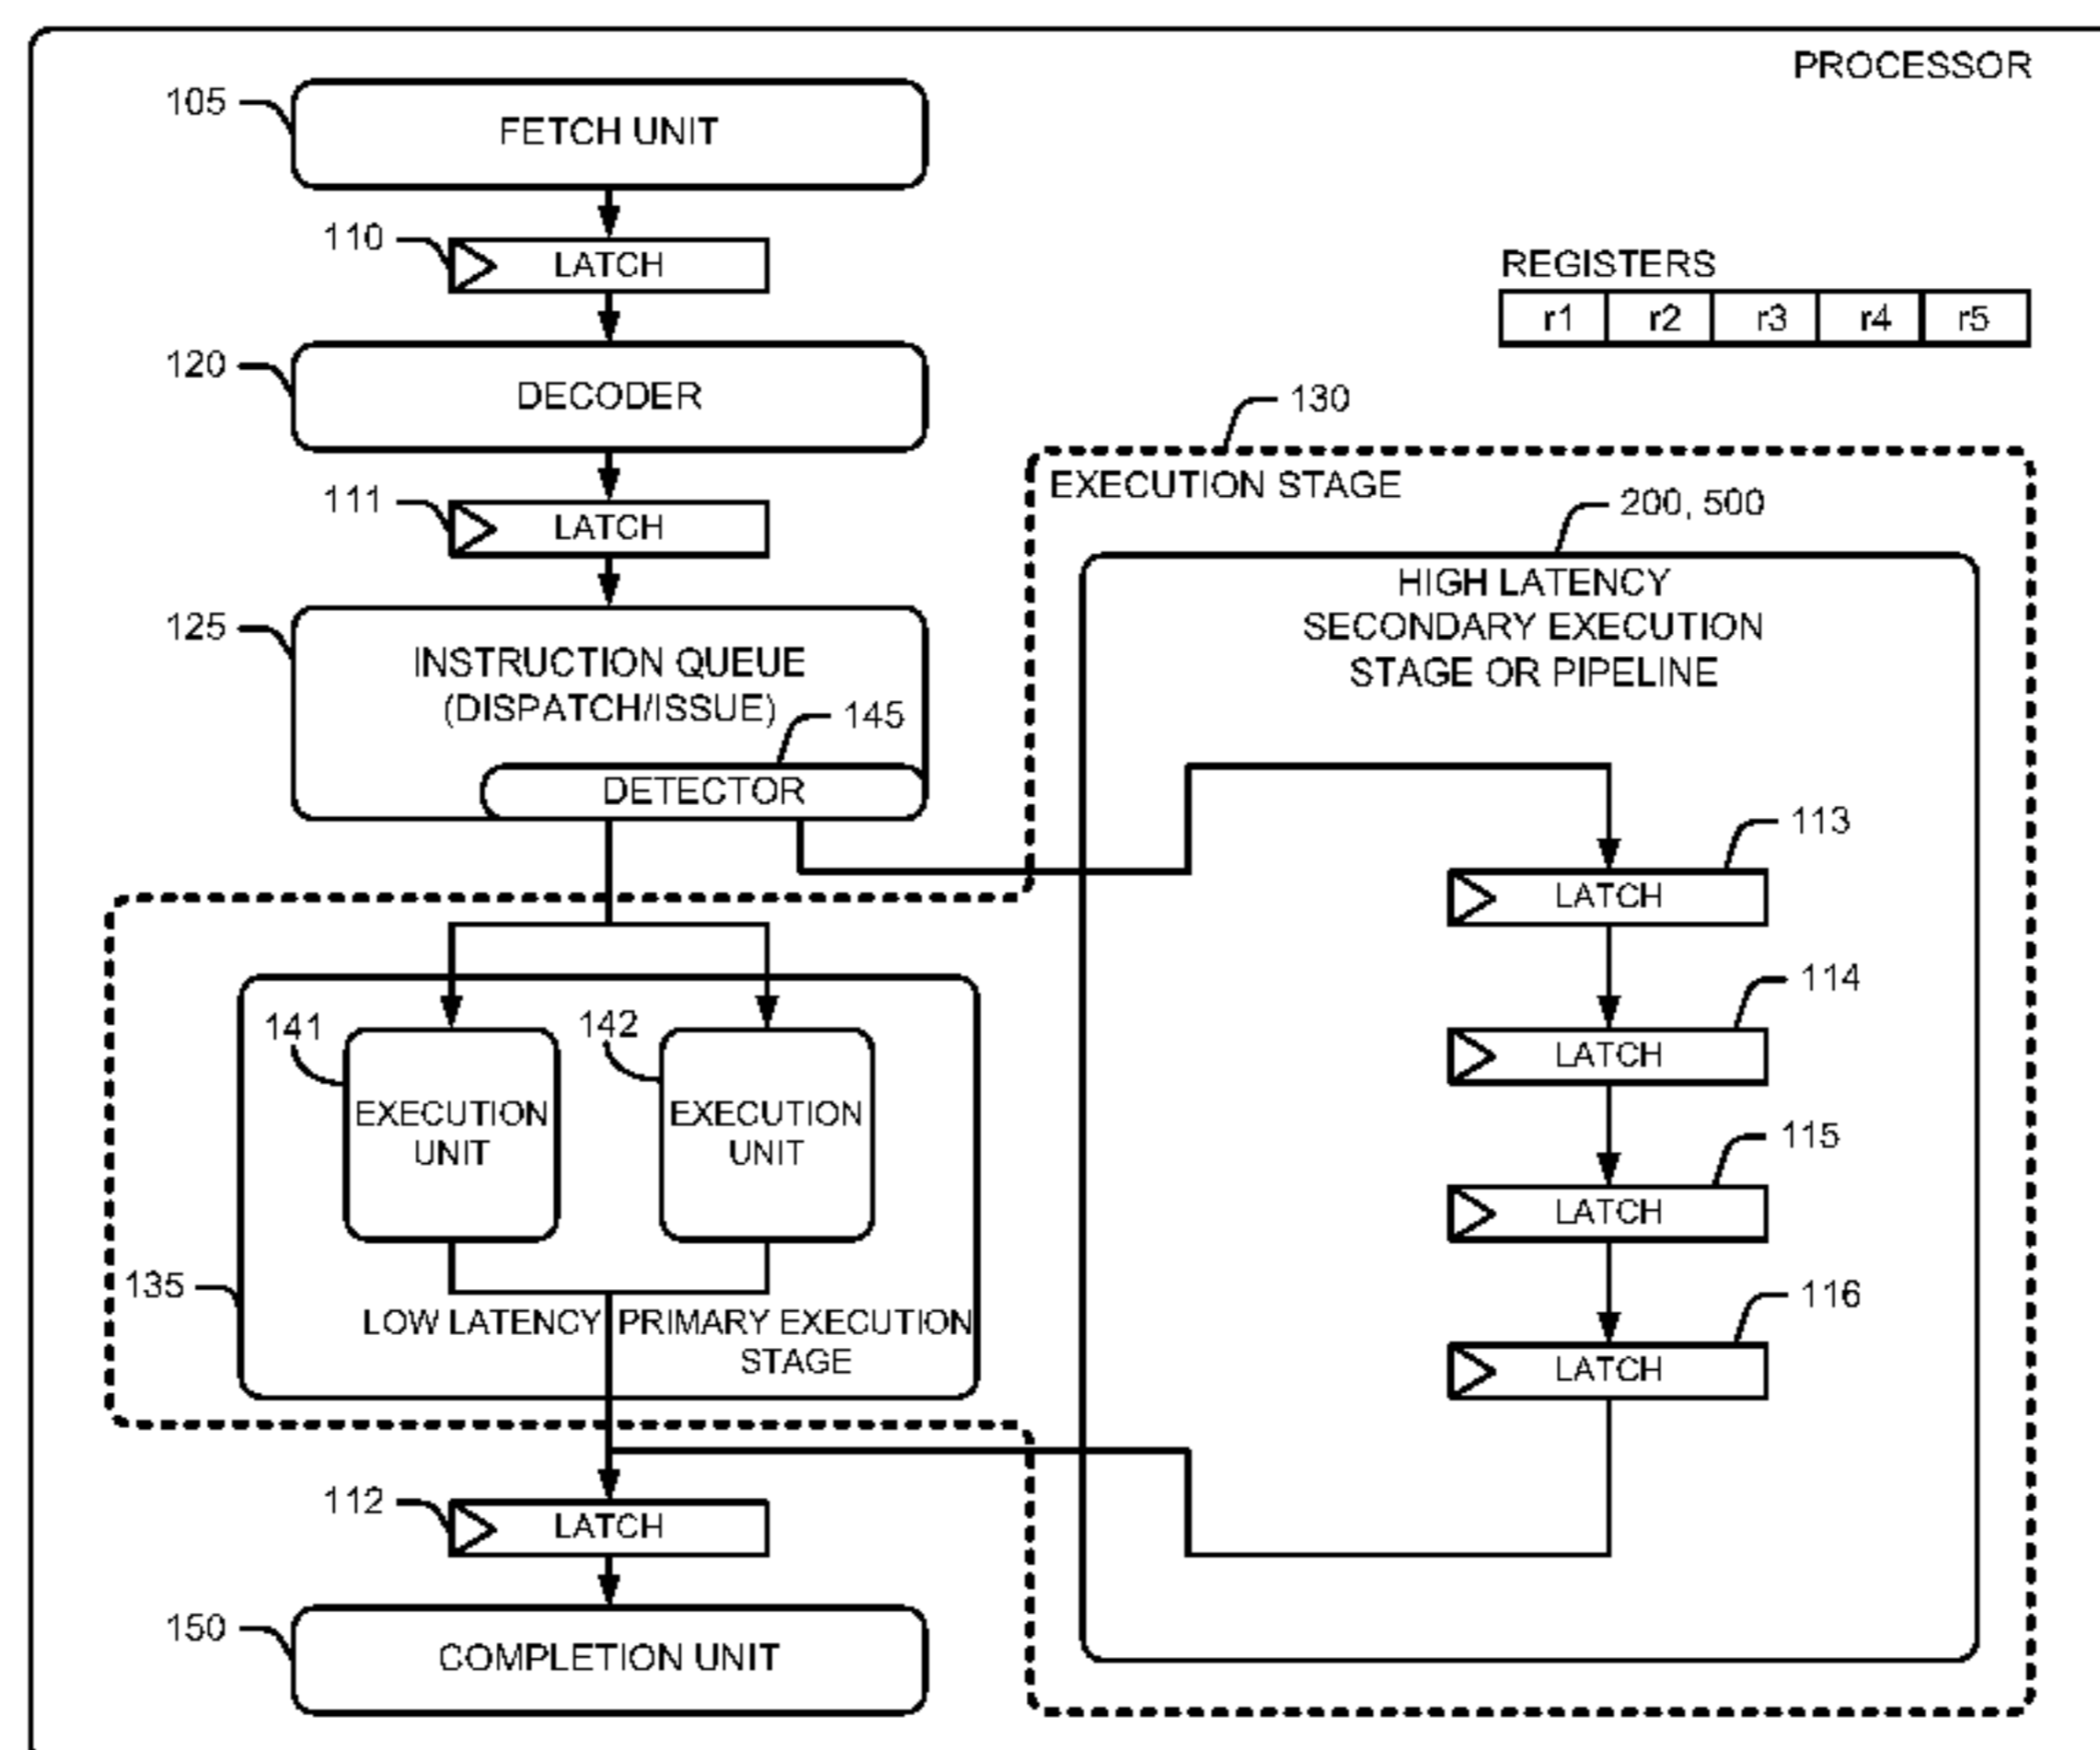 PROCESSOR
105
FETCH UNIT
110
LATCH
REGISTERS
r1 r2 r3 r4 r5
120
DECODER
130
EXECUTION STAGE
111
LATCH
200, 500
HIGH LATENCY
SECONDARY EXECUTION
STAGE OR PIPELINE
125
INSTRUCTION QUEUE
(DISPATCH/ISSUE)
145
DETECTOR
113
LATCH
114
LATCH
141
142
EXECUTION
UNIT
EXECUTION
UNIT
115
LATCH
135
LOW LATENCY PRIMARY EXECUTION
STAGE
116
LATCH
112
LATCH
150
COMPLETION UNIT